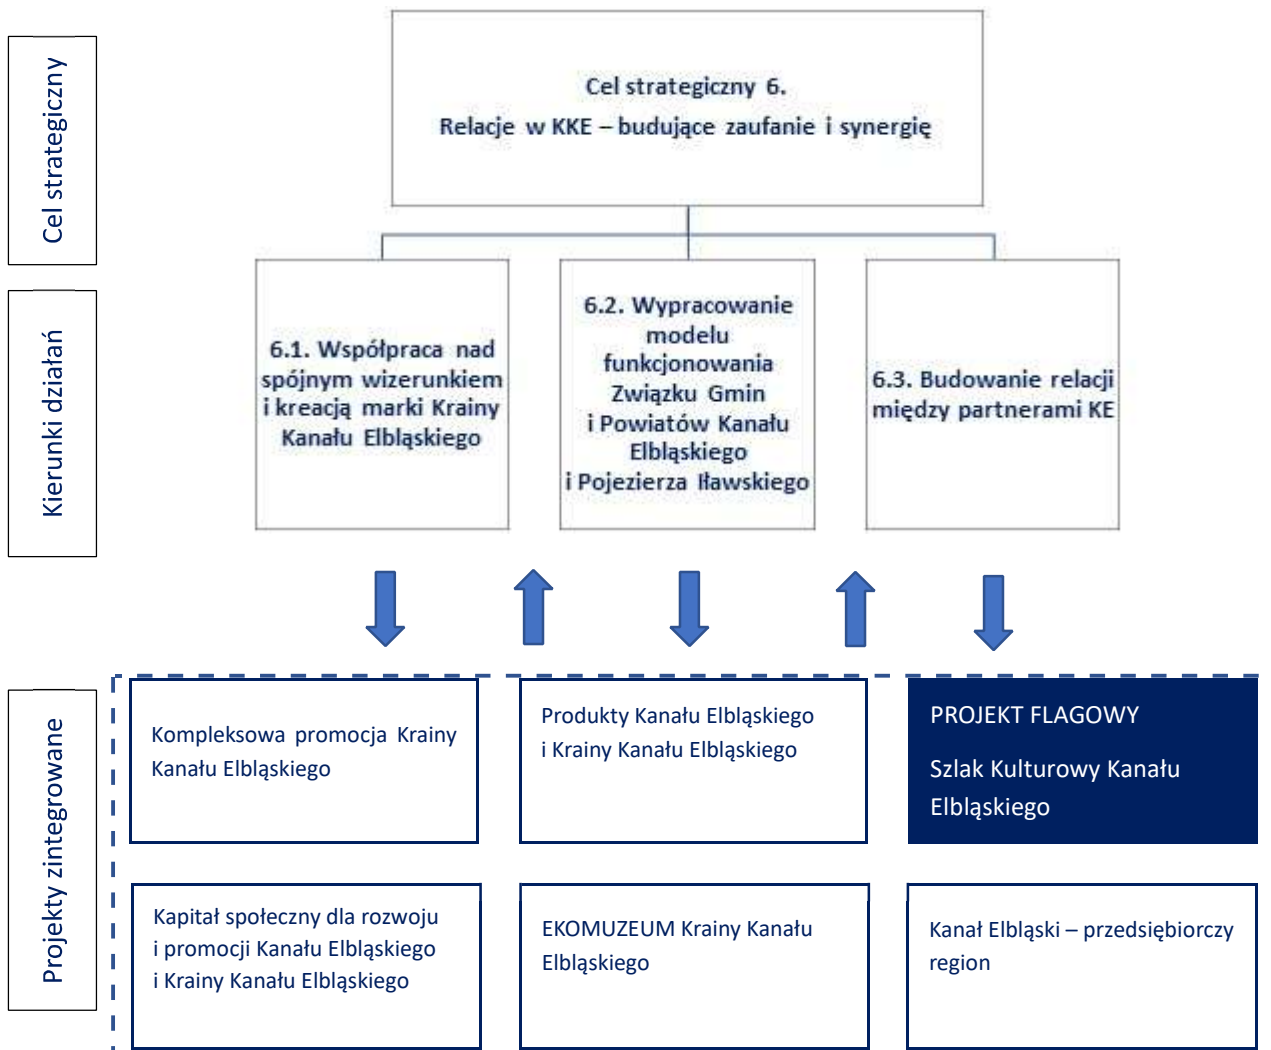 Cel strategiczny
Cel strategiczny 6.
Relacje w KKE – budujące zaufanie i synergię
Kierunki działań
6.1. Współpraca nad
spójnym wizerunkiem
i kreacją marki Krainy
Kanału Elbląskiego
6.2. Wypracowanie
modelu
funkcjonowania
Związku Gmin
i Powiatów Kanału
Elbląskiego
i Pojezierza Iławskiego
6.3. Budowanie relacji
między partnerami KE
Projekty zintegrowane
Kompleksowa promocja Krainy
Kanału Elbląskiego
Produkty Kanału Elbląskiego
i Krainy Kanału Elbląskiego
PROJEKT FLAGOWY
Szlak Kulturowy Kanału
Elbląskiego
Kapitał społeczny dla rozwoju
i promocji Kanału Elbląskiego
i Krainy Kanału Elbląskiego
EKOMUZEUM Krainy Kanału
Elbląskiego
Kanał Elbląski – przedsiębiorczy
region